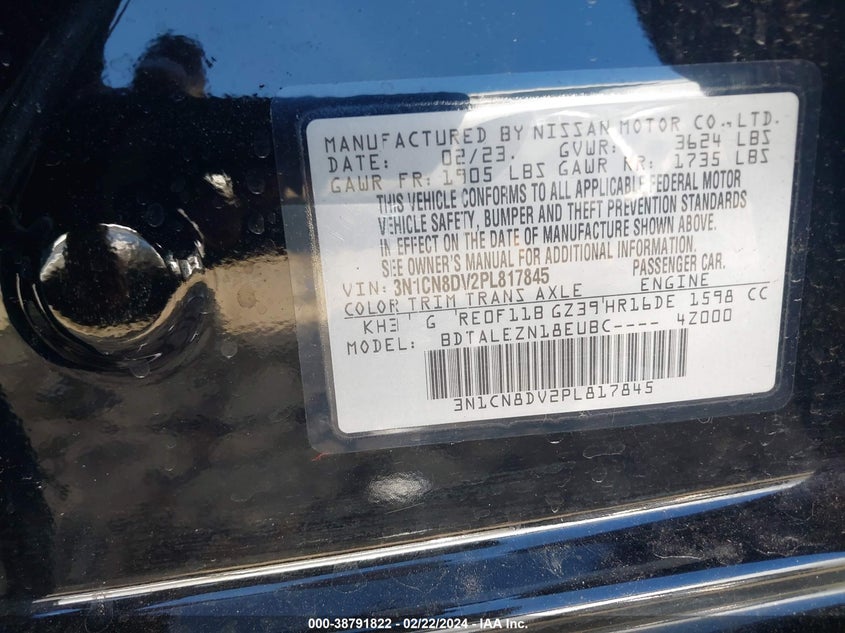 MANUFACTURED BY NISSAN MOTOR CO.,LTD.
DATE: 02/23. GVWR: 3624 LBS
GAWR FR: 1905 LBS GAWR RR: 1735 LBS
THIS VEHICLE CONFORMS TO ALL APPLICABLE FEDERAL MOTOR
VEHICLE SAFETY, BUMPER AND THEFT PREVENTION STANDARDS
IN EFFECT ON THE DATE OF MANUFACTURE SHOWN ABOVE.
SEE OWNER'S MANUAL FOR ADDITIONAL INFORMATION.
VIN: 3N1CN8DV2PL817845 PASSENGER CAR.
COLOR TRIM TRANS AXLE ENGINE
KH3 G RE0F11B GZ39 HR16DE 1598 CC
MODEL: BDTALEZN18EUBC---- 4Z000
3N1CN8DV2PL817845
000-38791822 / 02/22/2024 - IAA Inc.